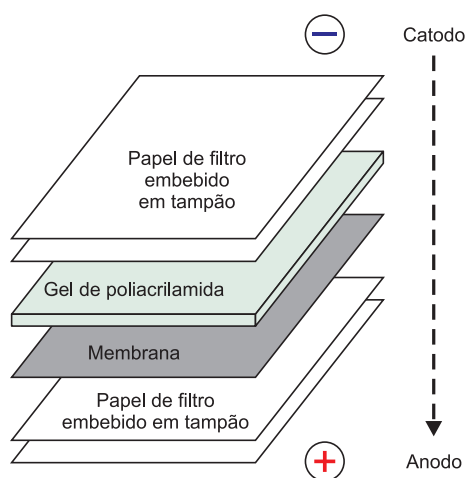 Catodo
Papel de filtro
embebido
em tampão
Gel de poliacrilamida
Membrana
Papel de filtro
embebido em tampão
Anodo